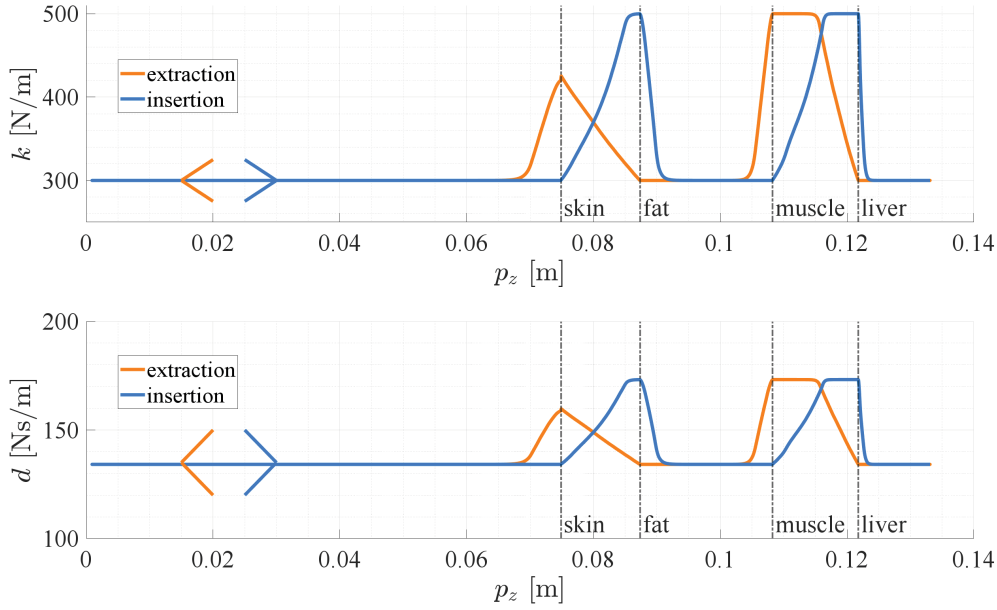 500
400
300
k [N/m]
extraction
insertion
skin fat muscle liver
0 0.02 0.04 0.06 0.08 0.1 0.12 0.14
p_z [m]
200
150
100
d [Ns/m]
extraction
insertion
skin fat muscle liver
0 0.02 0.04 0.06 0.08 0.1 0.12 0.14
p_z [m]